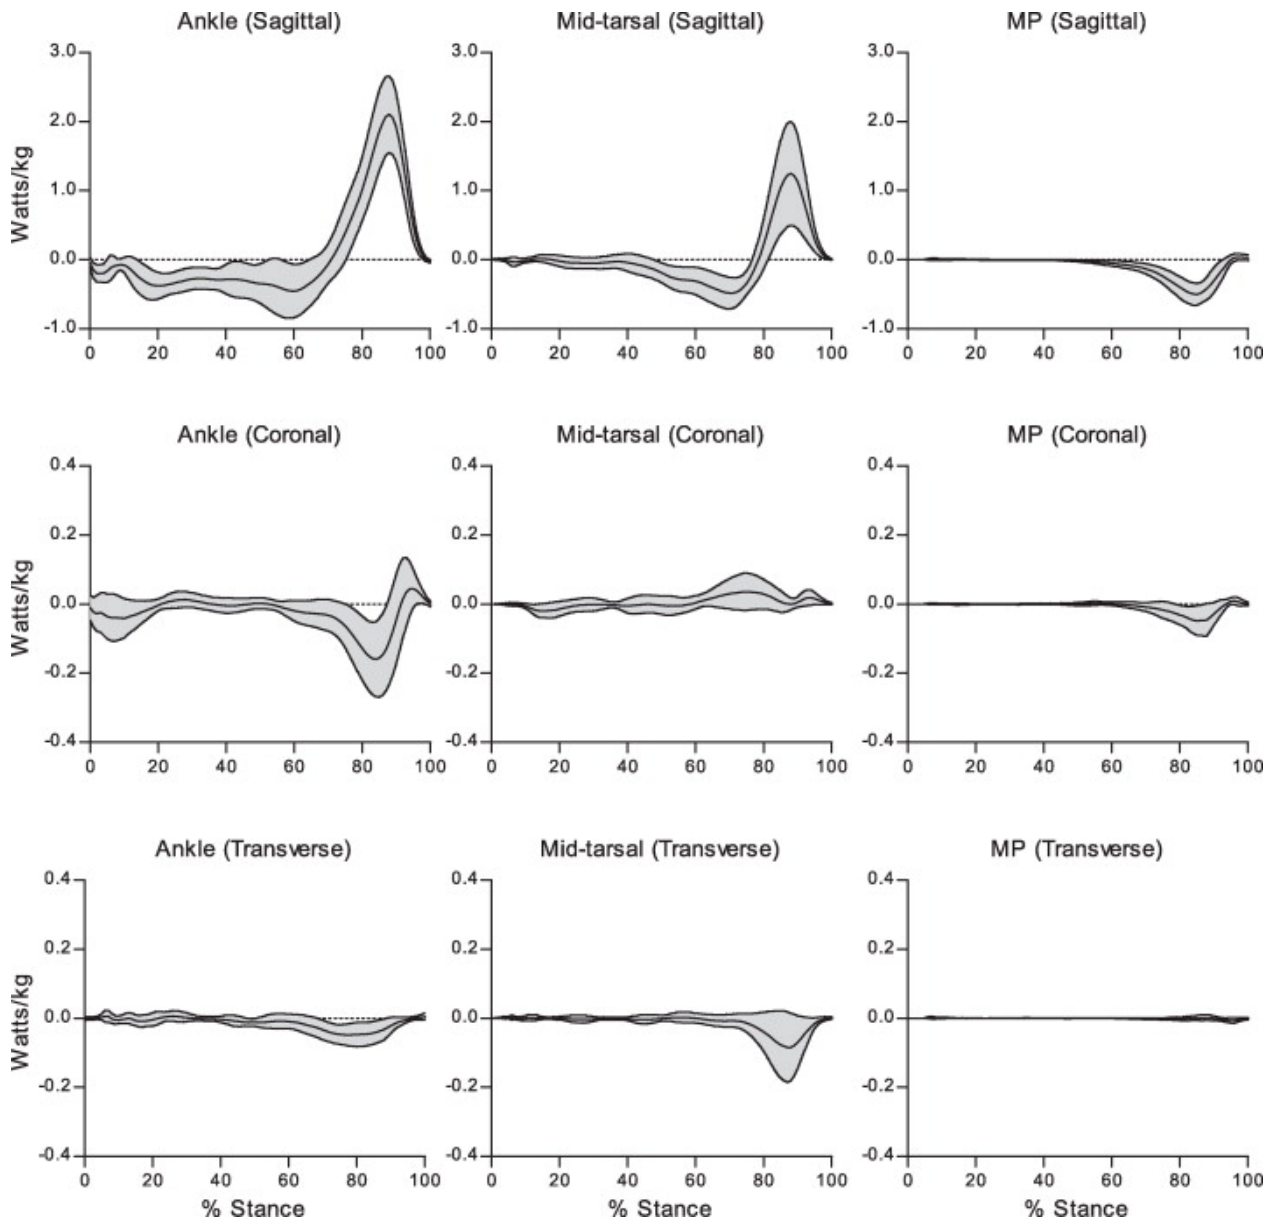 Ankle (Sagittal) Mid-tarsal (Sagittal) MP (Sagittal)
3.0 3.0 3.0
2.0 2.0 2.0
Watts/kg
1.0 1.0 1.0
0.0 0.0 0.0
-1.0 -1.0 -1.0
0 20 40 60 80 100 0 20 40 60 80 100 0 20 40 60 80 100
Ankle (Coronal) Mid-tarsal (Coronal) MP (Coronal)
0.4 0.4 0.4
0.2 0.2 0.2
Watts/kg
0.0 0.0 0.0
-0.2 -0.2 -0.2
-0.4 -0.4 -0.4
0 20 40 60 80 100 0 20 40 60 80 100 0 20 40 60 80 100
Ankle (Transverse) Mid-tarsal (Transverse) MP (Transverse)
0.4 0.4 0.4
0.2 0.2 0.2
Watts/kg
0.0 0.0 0.0
-0.2 -0.2 -0.2
-0.4 -0.4 -0.4
0 20 40 60 80 100 0 20 40 60 80 100 0 20 40 60 80 100
% Stance % Stance % Stance